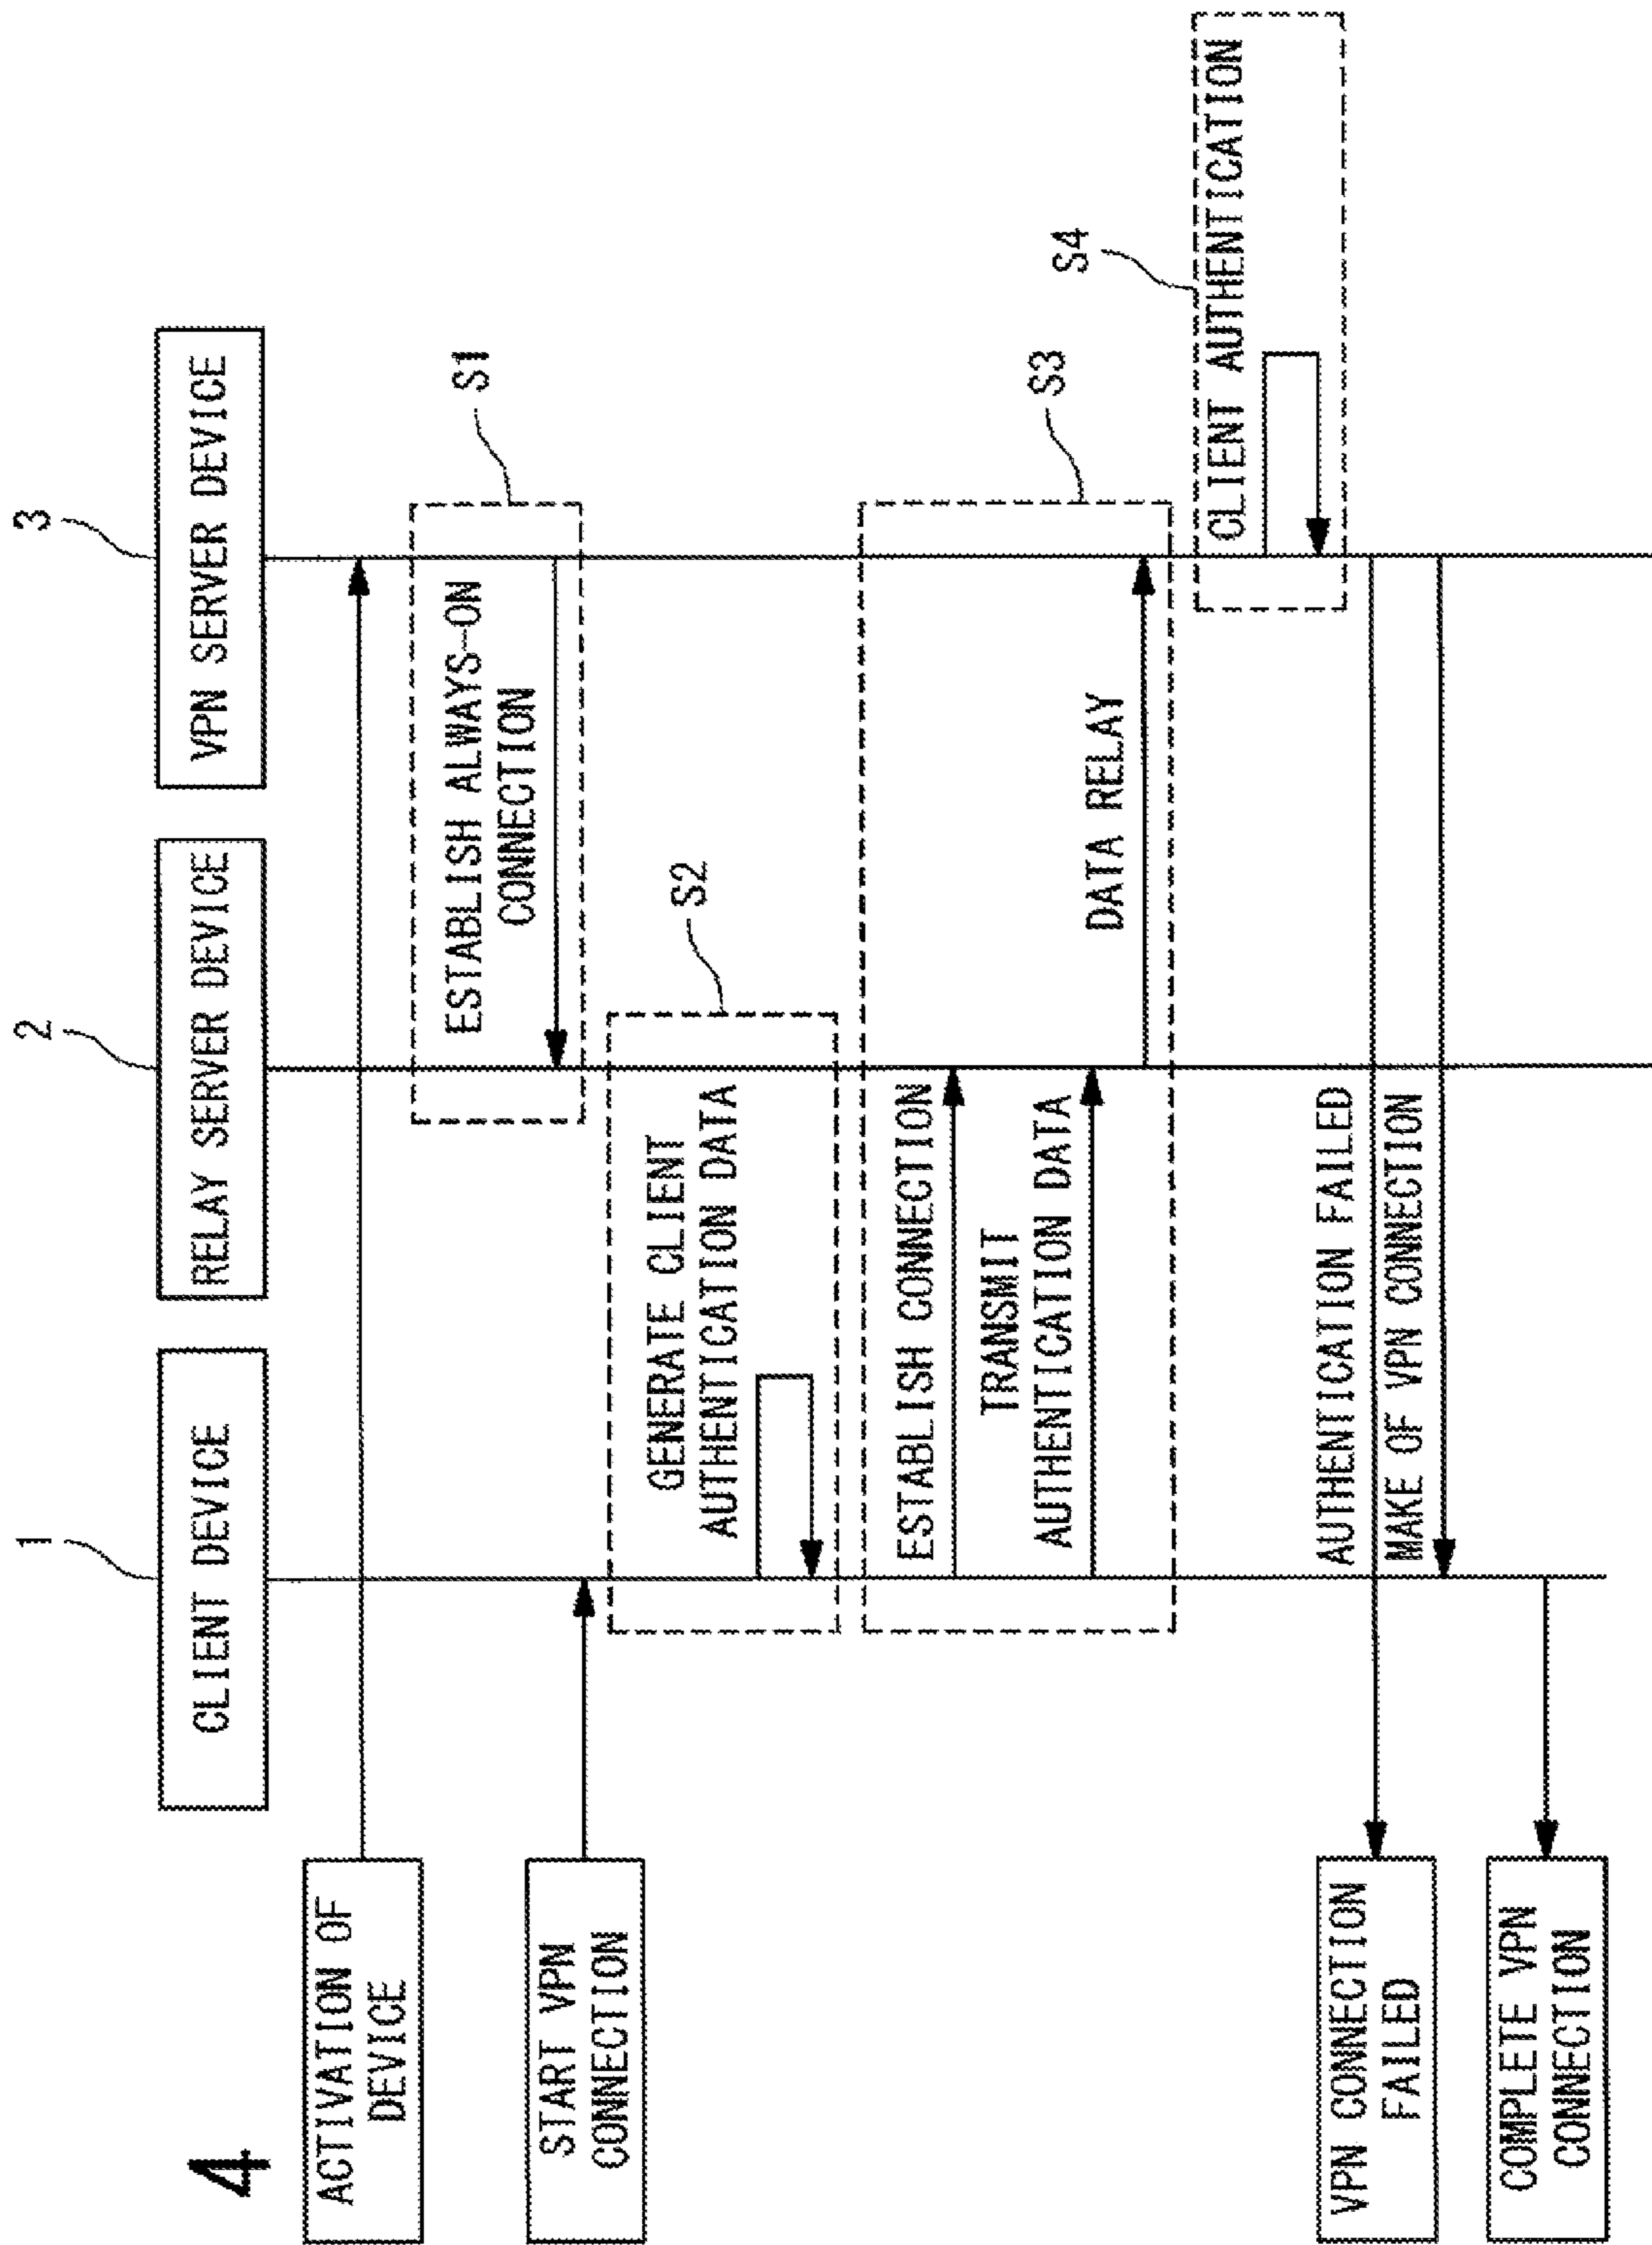 4
1
2
3
CLIENT DEVICE
RELAY SERVER DEVICE
VPN SERVER DEVICE
ACTIVATION OF
DEVICE
S1
ESTABLISH ALWAYS-ON
CONNECTION
START VPN
CONNECTION
S2
GENERATE CLIENT
AUTHENTICATION DATA
S3
ESTABLISH CONNECTION
TRANSMIT
AUTHENTICATION DATA
DATA RELAY
S4
CLIENT AUTHENTICATION
AUTHENTICATION FAILED
VPN CONNECTION
FAILED
MAKE OF VPN CONNECTION
COMPLETE VPN
CONNECTION